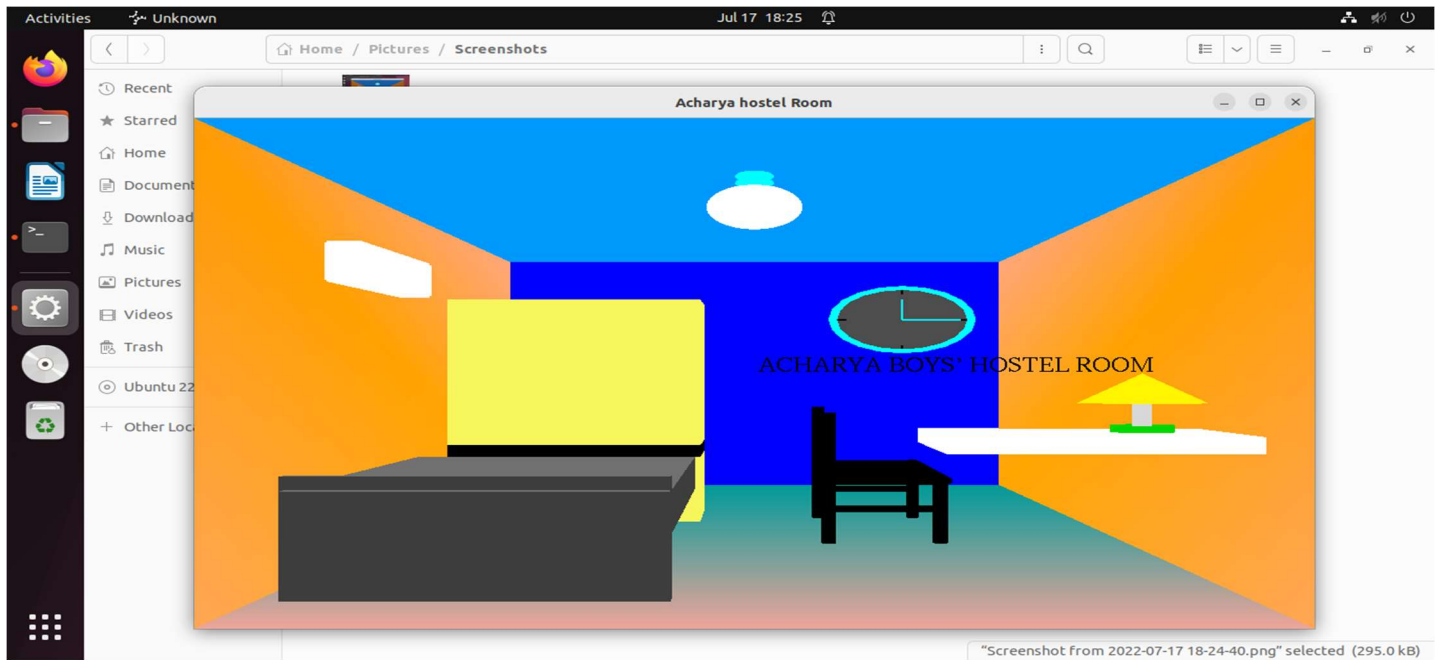 Activities Unknown Jul 17 18:25
Home / Pictures / Screenshots
Recent
Acharya hostel Room
Starred
Home
Document
Download
Music
Pictures
Videos
Trash
ACHARYA BOYS' HOSTEL ROOM
Ubuntu 22
+ Other Loca
"Screenshot from 2022-07-17 18-24-40.png" selected (295.0 kB)